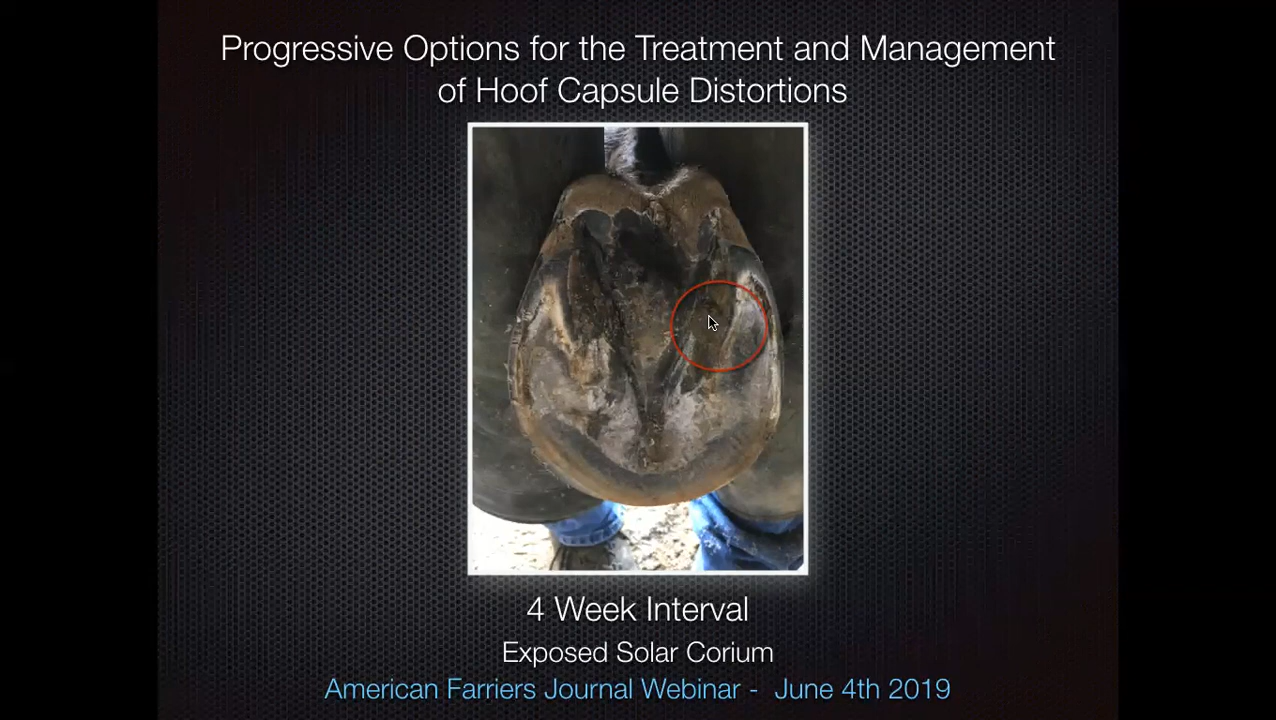 Progressive Options for the Treatment and Management
of Hoof Capsule Distortions
4 Week Interval
Exposed Solar Corium
American Farriers Journal Webinar - June 4th 2019